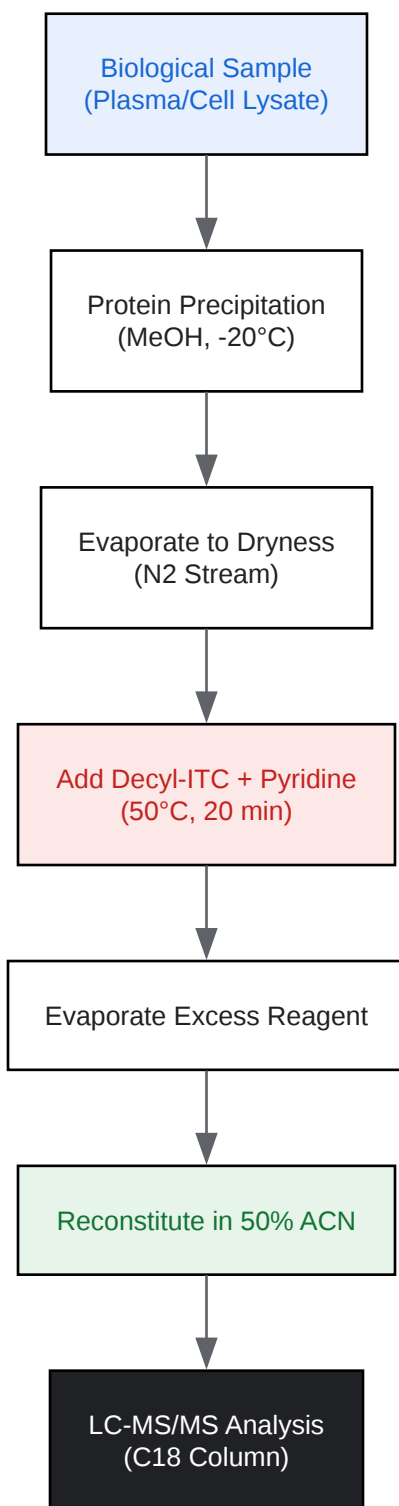 Biological Sample
(Plasma/Cell Lysate)
Protein Precipitation
(MeOH, -20°C)
Evaporate to Dryness
(N2 Stream)
Add Decyl-ITC + Pyridine
(50°C, 20 min)
Evaporate Excess Reagent
Reconstitute in 50% ACN
LC-MS/MS Analysis
(C18 Column)